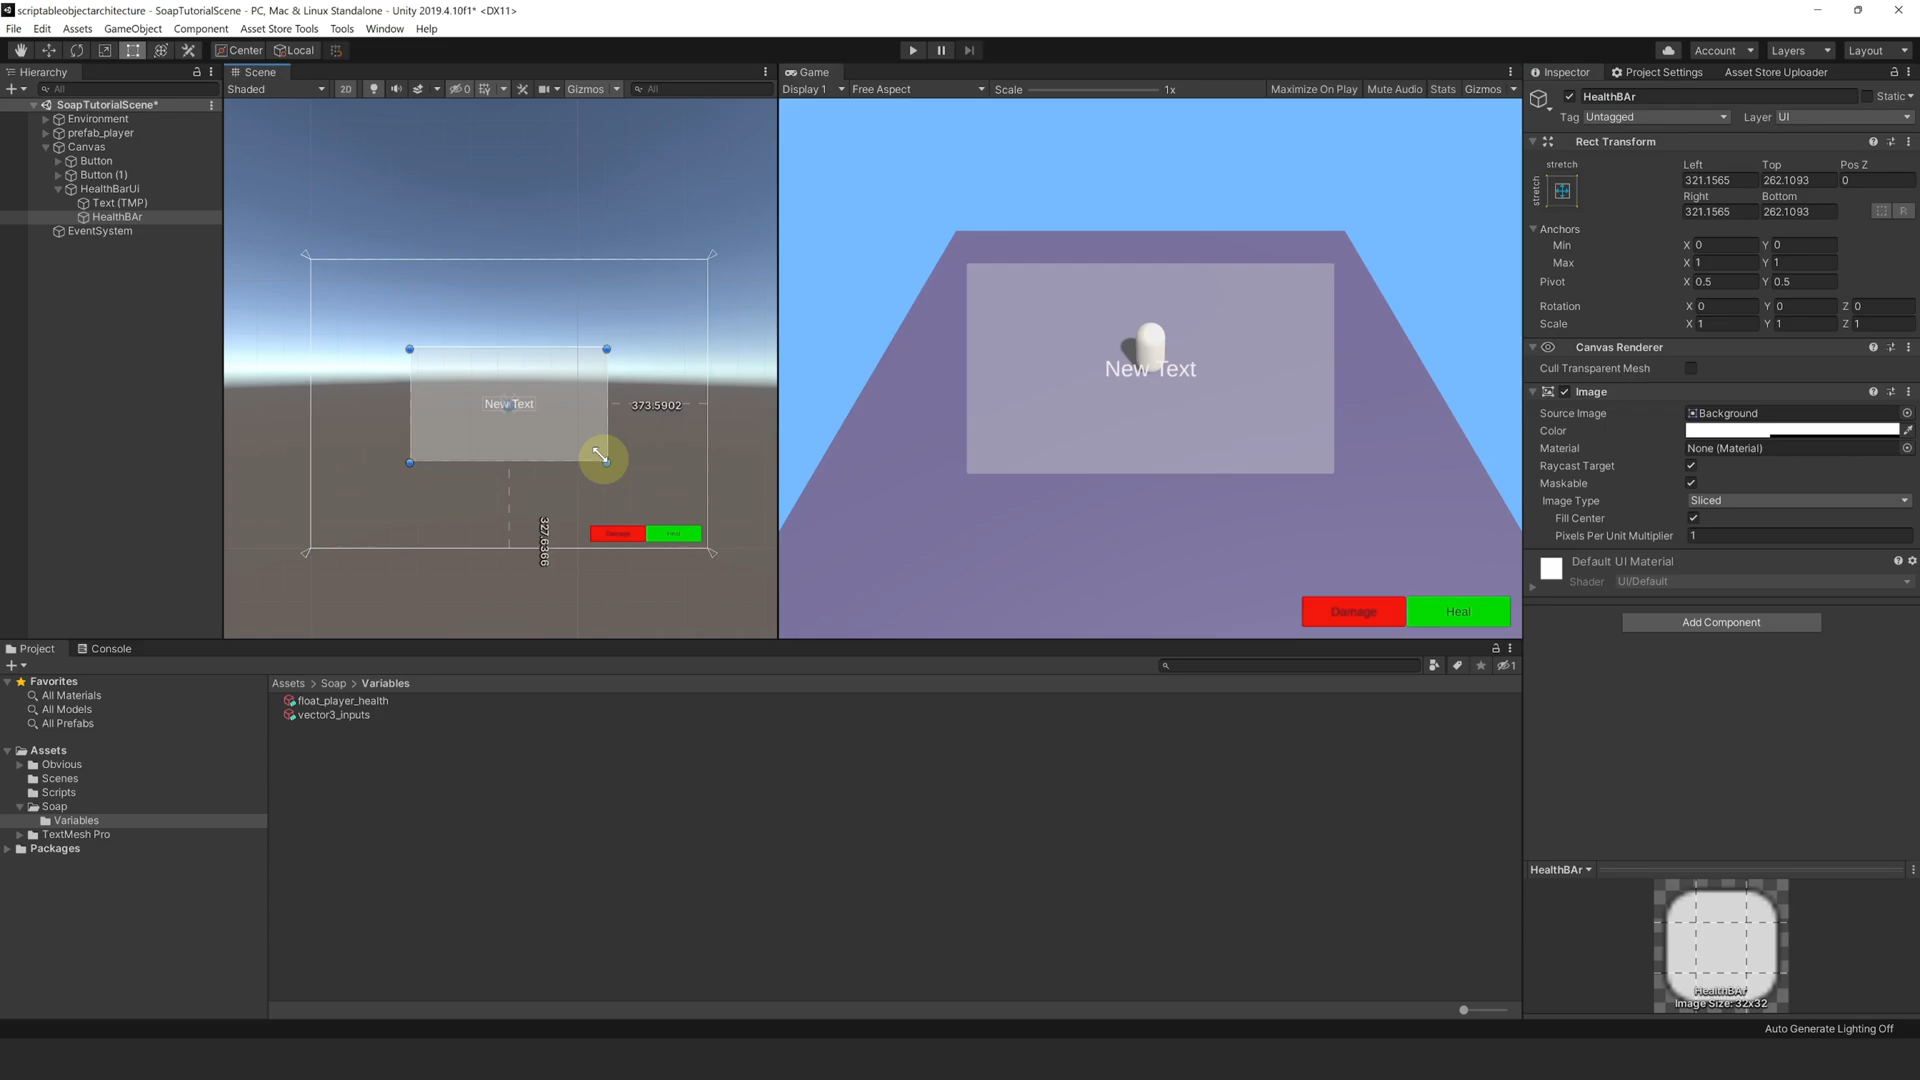 scriptableobjectarchitecture - SoapTutorialScene - PC, Mac & Linux Standalone - Unity 2019.4.10f1* <DX11>
File Edit Assets GameObject Component Asset Store Tools Tools Window Help
Center Local Account Layers Layout
Hierarchy
All
SoapTutorialScene*
Environment
prefab_player
Canvas
Button
Button (1)
HealthBarUi
Text (TMP)
HealthBAr
EventSystem
Scene
Shaded 2D 0 Gizmos All
New Text
373.5902
327.6366
Damage Heal
Game
Display 1 Free Aspect Scale 1x Maximize On Play Mute Audio Stats Gizmos
New Text
Damage Heal
Inspector Project Settings Asset Store Uploader
HealthBAr Static
Tag Untagged Layer UI
Rect Transform
stretch Left Top Pos Z
stretch 321.1565 262.1093 0
Right Bottom
321.1565 262.1093 R
Anchors
Min X 0 Y 0
Max X 1 Y 1
Pivot X 0.5 Y 0.5
Rotation X 0 Y 0 Z 0
Scale X 1 Y 1 Z 1
Canvas Renderer
Cull Transparent Mesh
Image
Source Image Background
Color
Material None (Material)
Raycast Target
Maskable
Image Type Sliced
Fill Center
Pixels Per Unit Multiplier 1
Default UI Material
Shader UI/Default
Add Component
HealthBAr
HealthBAr
Image Size: 32x32
Project Console
1
Favorites
All Materials
All Models
All Prefabs
Assets
Obvious
Scenes
Scripts
Soap
Variables
TextMesh Pro
Packages
Assets > Soap > Variables
float_player_health
vector3_inputs
Auto Generate Lighting Off